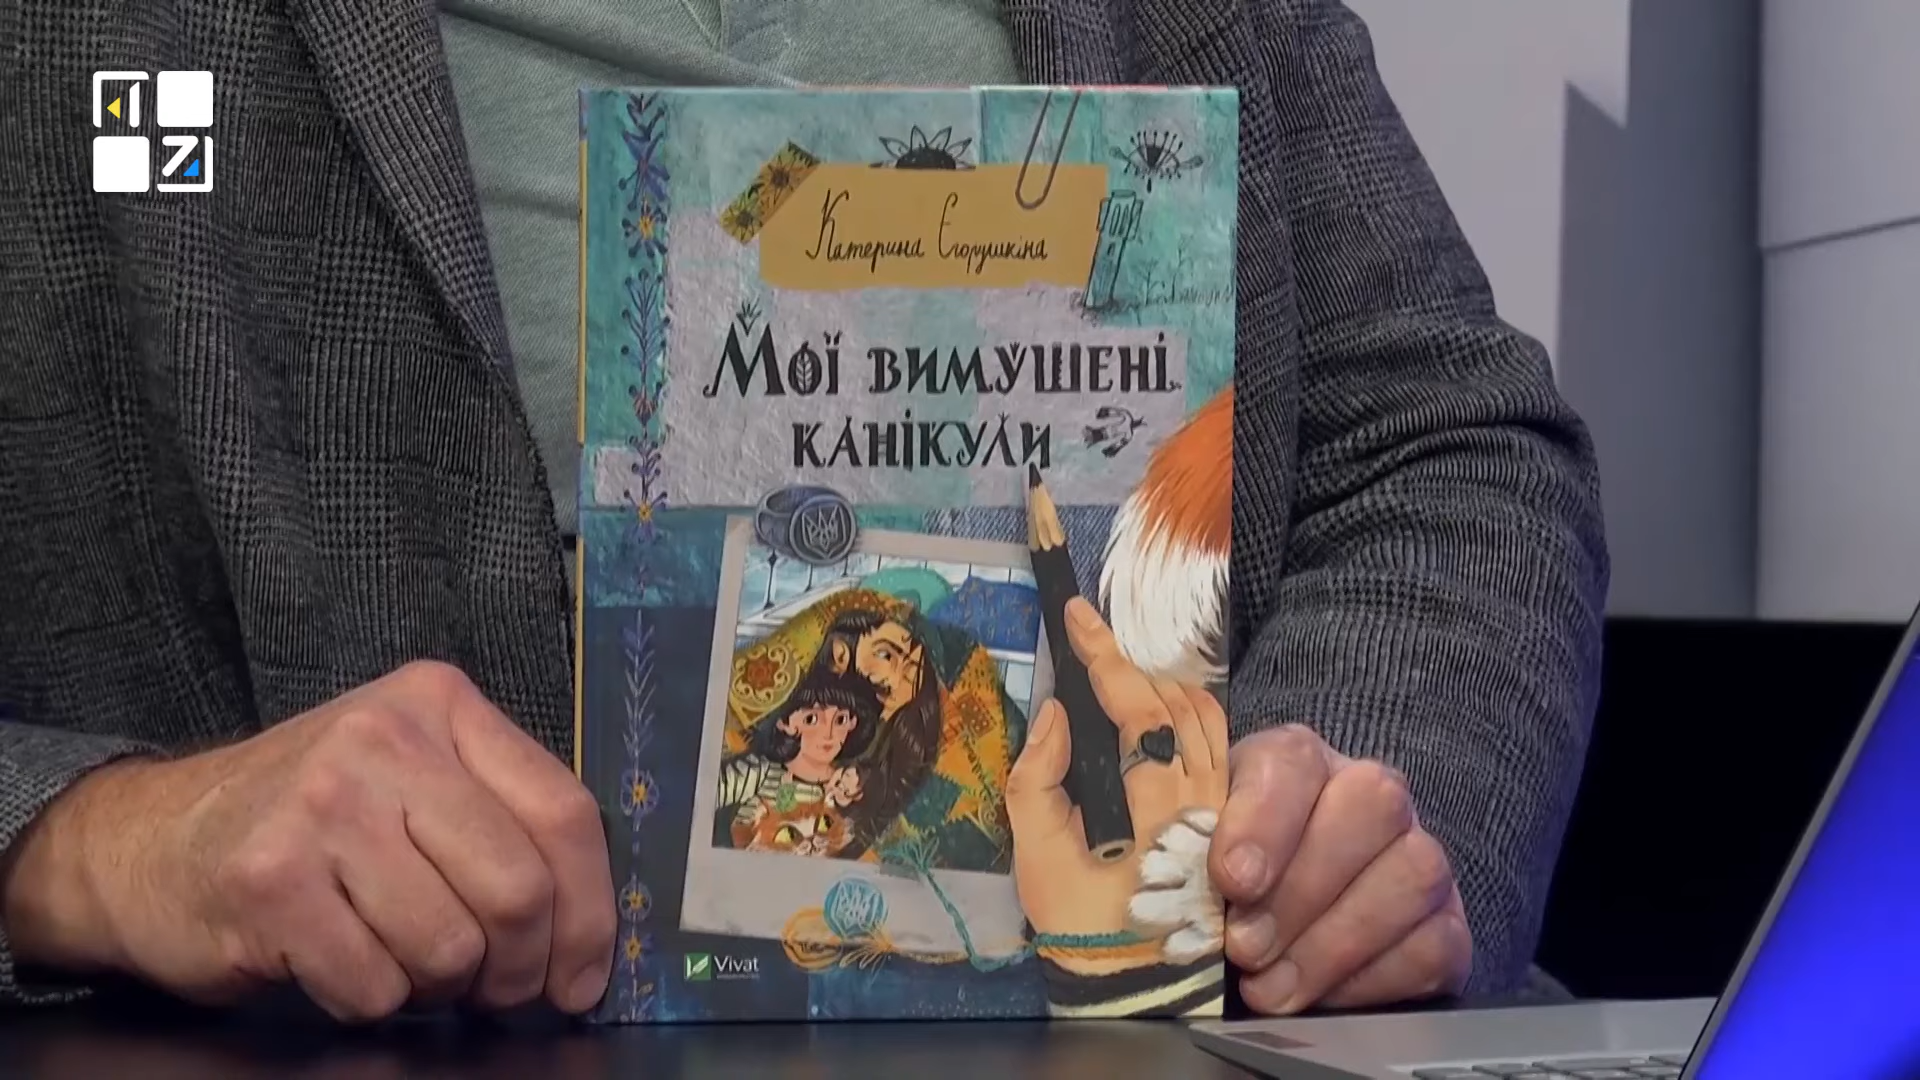 Катерина Єгорушкіна
Мої вимушені
канікули
Vivat